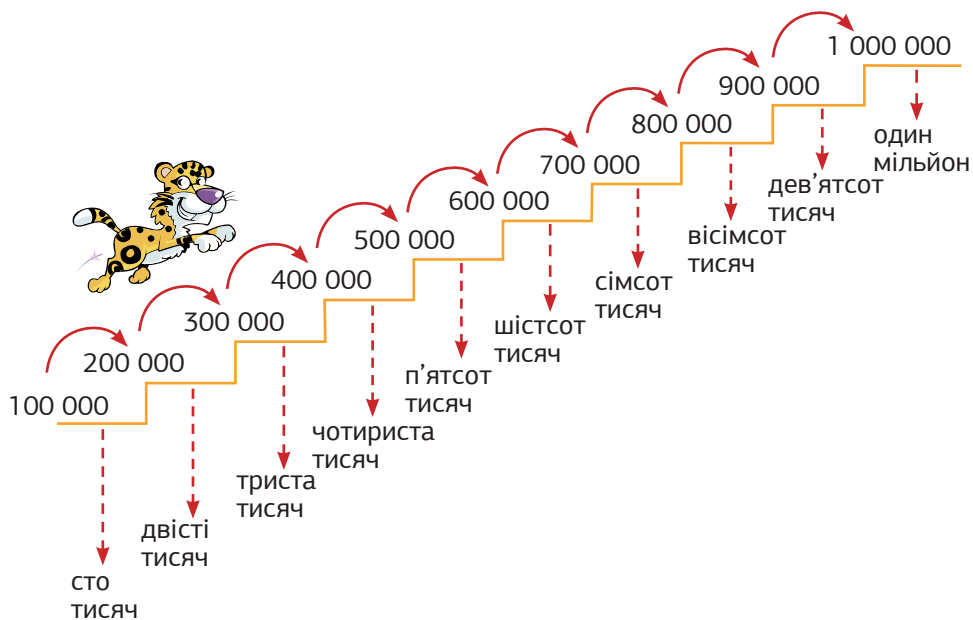 100 000
200 000
300 000
400 000
500 000
600 000
700 000
800 000
900 000
1 000 000
сто
тисяч
двісті
тисяч
триста
тисяч
чотириста
тисяч
п’ятсот
тисяч
шістсот
тисяч
сімсот
тисяч
вісімсот
тисяч
дев’ятсот
тисяч
один
мільйон